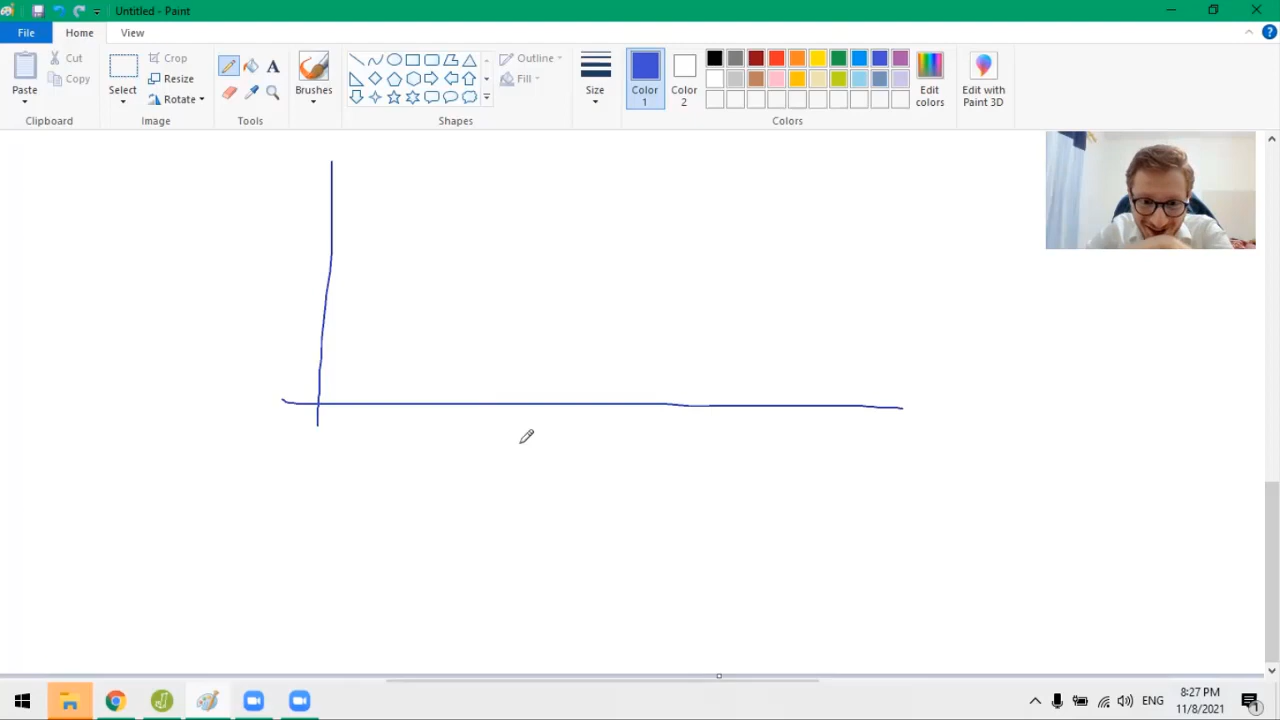 Untitled - Paint
File
Home
View
Paste
Cut
Copy
Clipboard
Select
Crop
Resize
Rotate
Image
Tools
Brushes
Shapes
Outline
Fill
Size
Color 1
Color 2
Colors
Edit colors
Edit with Paint 3D
ENG
8:27 PM
11/8/2021
1